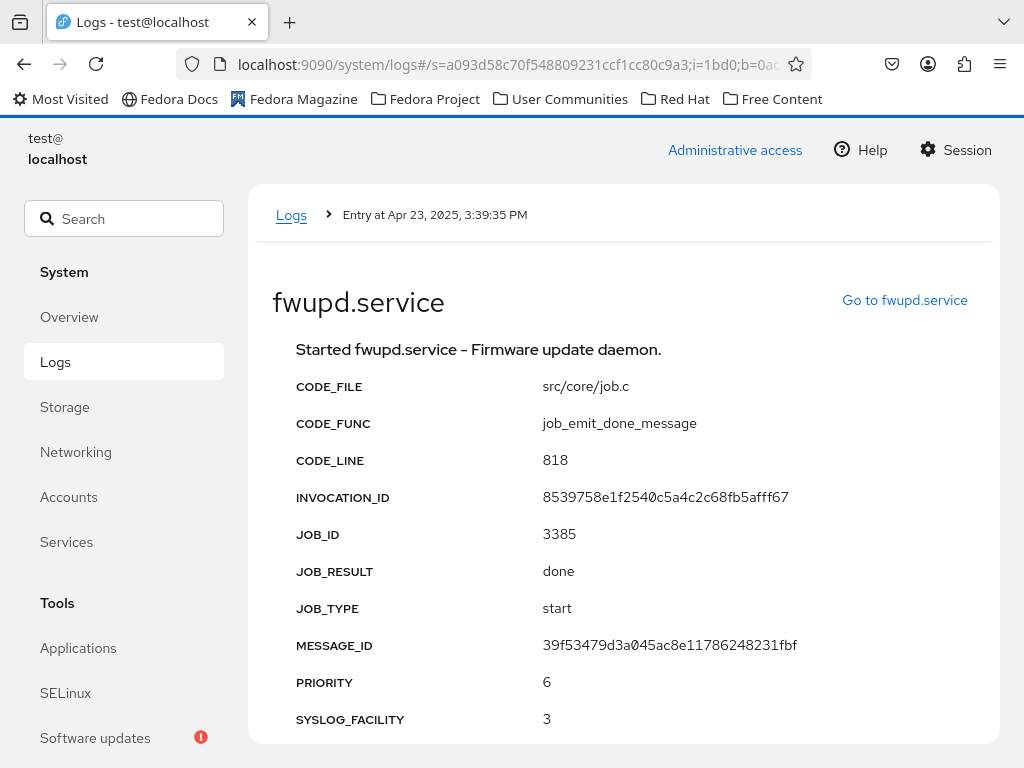 Logs - test@localhost
localhost:9090/system/logs#/s=a093d58c70f548809231ccf1cc80c9a3;i=1bd0;b=0ac
Most Visited Fedora Docs Fedora Magazine Fedora Project User Communities Red Hat Free Content
test@
localhost
Administrative access Help Session
Search
System
Overview
Logs
Storage
Networking
Accounts
Services
Tools
Applications
SELinux
Software updates
Logs Entry at Apr 23, 2025, 3:39:35 PM
fwupd.service
Go to fwupd.service
Started fwupd.service - Firmware update daemon.
CODE_FILE src/core/job.c
CODE_FUNC job_emit_done_message
CODE_LINE 818
INVOCATION_ID 8539758e1f2540c5a4c2c68fb5afff67
JOB_ID 3385
JOB_RESULT done
JOB_TYPE start
MESSAGE_ID 39f53479d3a045ac8e11786248231fbf
PRIORITY 6
SYSLOG_FACILITY 3